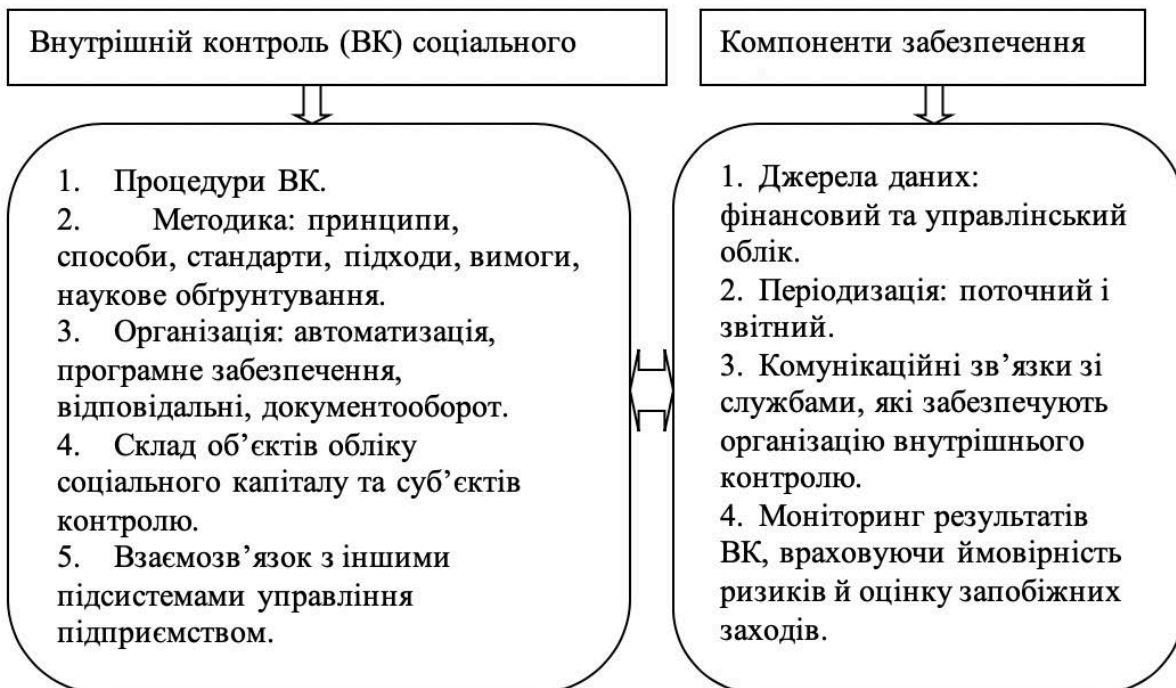 Внутрішній контроль (ВК) соціального
1. Процедури ВК.
2. Методика: принципи,
способи, стандарти, підходи, вимоги,
наукове обґрунтування.
3. Організація: автоматизація,
програмне забезпечення,
відповідальні, документооборот.
4. Склад об’єктів обліку
соціального капіталу та суб’єктів
контролю.
5. Взаємозв’язок з іншими
підсистемами управління
підприємством.
Компоненти забезпечення
1. Джерела даних:
фінансовий та управлінський
облік.
2. Періодизація: поточний і
звітний.
3. Комунікаційні зв’язки зі
службами, які забезпечують
організацію внутрішнього
контролю.
4. Моніторинг результатів
ВК, враховуючи ймовірність
ризиків й оцінку запобіжних
заходів.